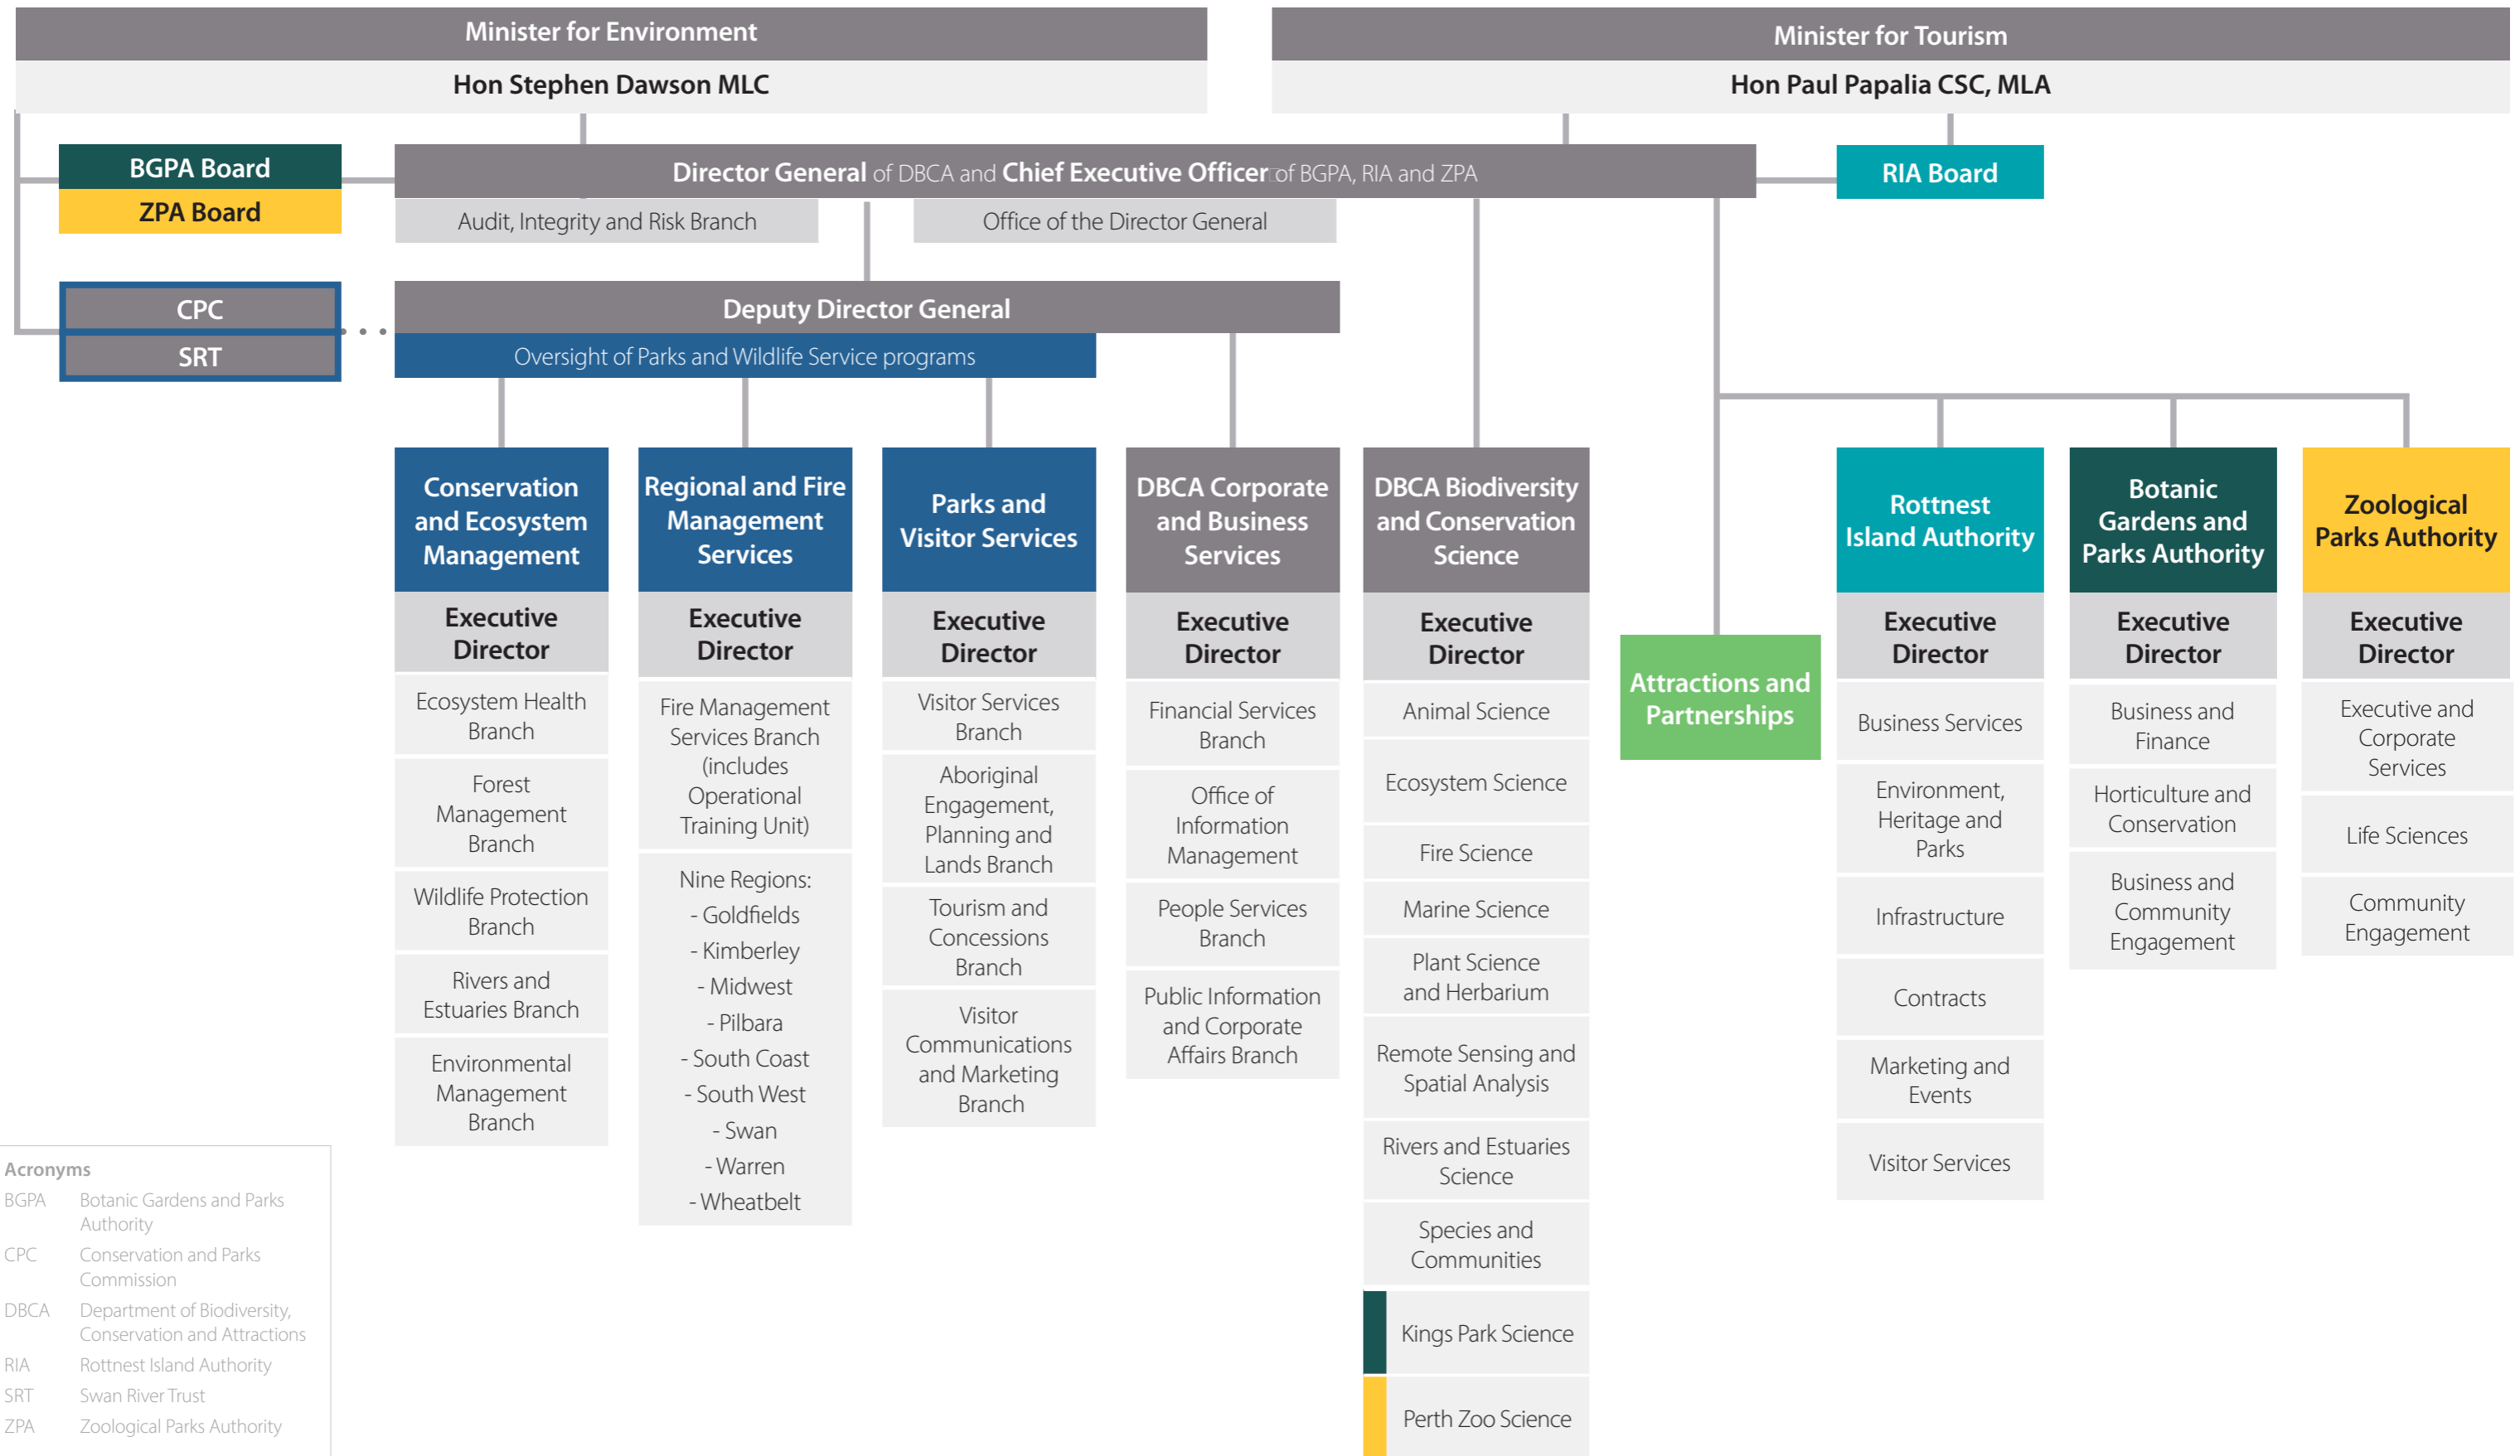 Minister for Environment
Hon Stephen Dawson MLC
Minister for Tourism
Hon Paul Papalia CSC, MLA
BGPA Board
ZPA Board
Director General of DBCA and Chief Executive Officer of BGPA, RIA and ZPA
RIA Board
Audit, Integrity and Risk Branch
Office of the Director General
CPC
SRT
Deputy Director General
Oversight of Parks and Wildlife Service programs
Conservation
and Ecosystem
Management
Executive
Director
Ecosystem Health
Branch
Forest
Management
Branch
Wildlife Protection
Branch
Rivers and
Estuaries Branch
Environmental
Management
Branch
Regional and Fire
Management
Services
Executive
Director
Fire Management
Services Branch
(includes
Operational
Training Unit)
Nine Regions:
- Goldfields
- Kimberley
- Midwest
- Pilbara
- South Coast
- South West
- Swan
- Warren
- Wheatbelt
Parks and
Visitor Services
Executive
Director
Visitor Services
Branch
Aboriginal
Engagement,
Planning and
Lands Branch
Tourism and
Concessions
Branch
Visitor
Communications
and Marketing
Branch
DBCA Corporate
and Business
Services
Executive
Director
Financial Services
Branch
Office of
Information
Management
People Services
Branch
Public Information
and Corporate
Affairs Branch
DBCA Biodiversity
and Conservation
Science
Executive
Director
Animal Science
Ecosystem Science
Fire Science
Marine Science
Plant Science
and Herbarium
Remote Sensing and
Spatial Analysis
Rivers and Estuaries
Science
Species and
Communities
Kings Park Science
Perth Zoo Science
Attractions and
Partnerships
Rottnest
Island Authority
Executive
Director
Business Services
Environment,
Heritage and
Parks
Infrastructure
Contracts
Marketing and
Events
Visitor Services
Botanic
Gardens and
Parks Authority
Executive
Director
Business and
Finance
Horticulture and
Conservation
Business and
Community
Engagement
Zoological
Parks Authority
Executive
Director
Executive and
Corporate
Services
Life Sciences
Community
Engagement
Acronyms
BGPA Botanic Gardens and Parks
Authority
CPC Conservation and Parks
Commission
DBCA Department of Biodiversity,
Conservation and Attractions
RIA Rottnest Island Authority
SRT Swan River Trust
ZPA Zoological Parks Authority